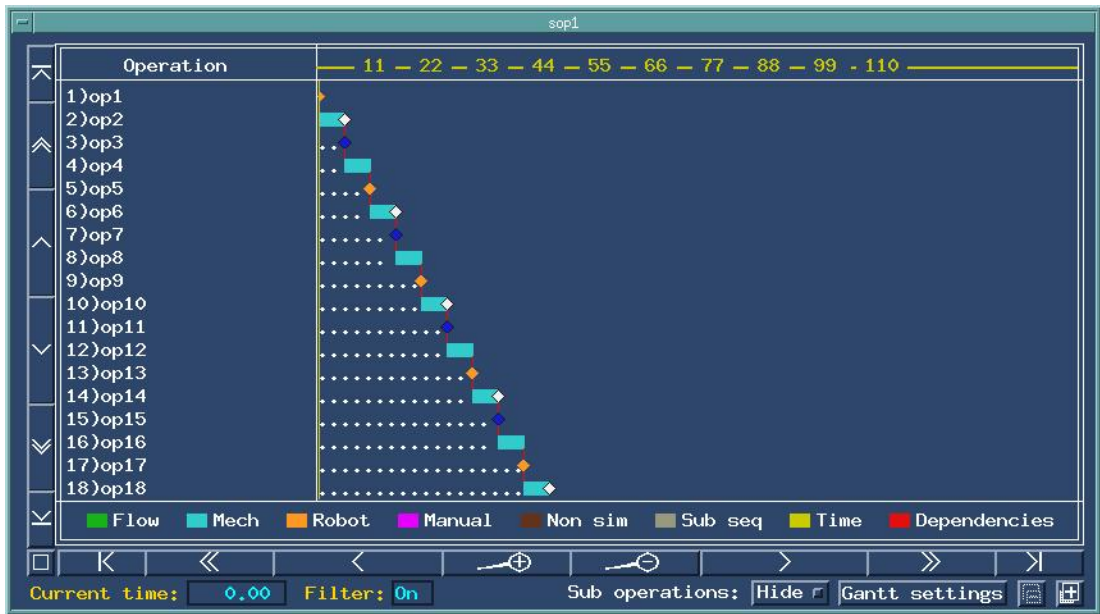 sop1
Operation 11 22 33 44 55 66 77 88 99 110
1)op1
2)op2
3)op3
4)op4
5)op5
6)op6
7)op7
8)op8
9)op9
10)op10
11)op11
12)op12
13)op13
14)op14
15)op15
16)op16
17)op17
18)op18
Flow Mech Robot Manual Non sim Sub seq Time Dependencies
Current time: 0.00 Filter: On Sub operations: Hide Gantt settings